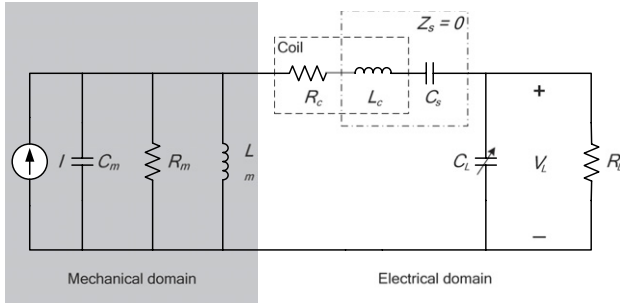 Z_s = 0
Coil
R_c
L_c
C_s
+
I
C_m
R_m
L
m
C_L
V_L
R_L
–
Mechanical domain
Electrical domain